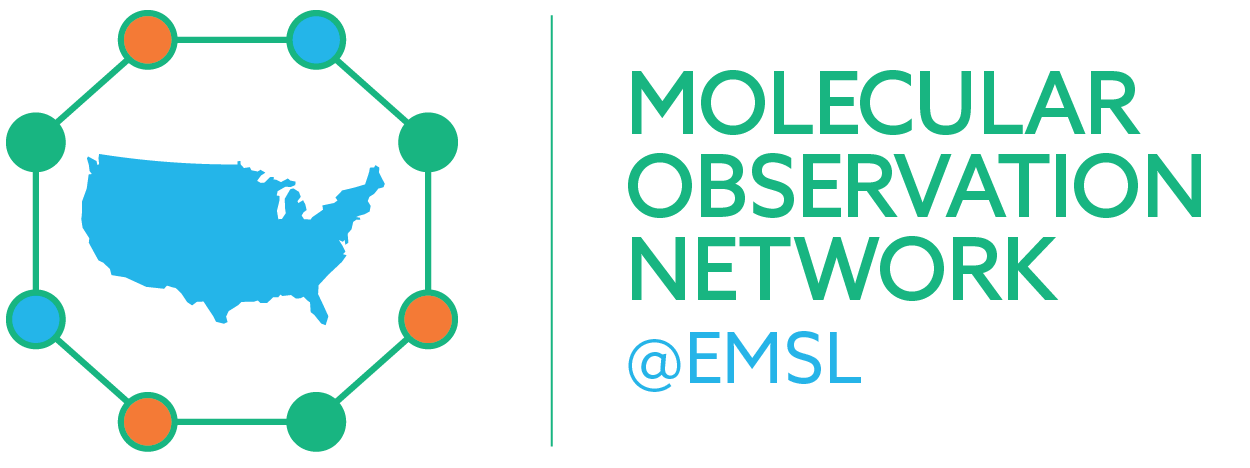 MOLECULAR
OBSERVATION
NETWORK
@EMSL